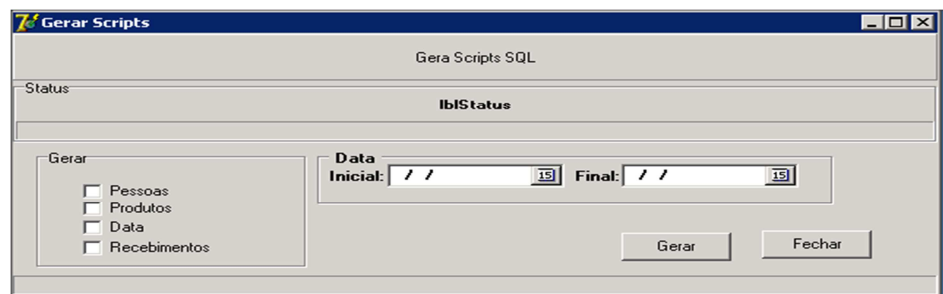 Gerar Scripts
Gera Scripts SQL
Status
lblStatus
Gerar
Pessoas
Produtos
Data
Recebimentos
Data
Inicial: / / 15 Final: / / 15
Gerar Fechar